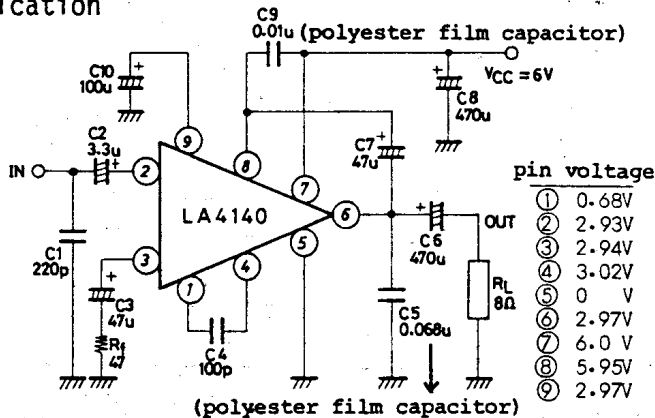 ication
C9
0.01u (polyester film capacitor)
C10
100u
VCC = 6V
C8
470u
C2
3.3u
C7
47u
IN
9
8
2
7
LA4140
6
3
5
4
1
OUT
C6
470u
RL
8Ω
C1
220p
C3
47u
Rf
47
C4
100p
C5
0.068u
(polyester film capacitor)
pin voltage
① 0.68V
② 2.93V
③ 2.94V
④ 3.02V
⑤ 0 V
⑥ 2.97V
⑦ 6.0 V
⑧ 5.95V
⑨ 2.97V